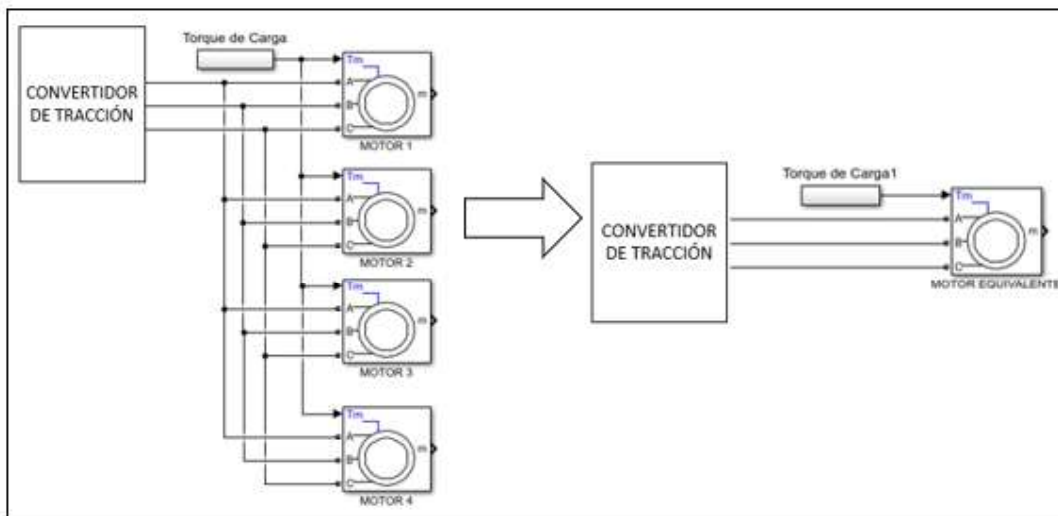 CONVERTIDOR
DE TRACCIÓN
Torque de Carga
Tm
A
B
C
m
MOTOR 1
Tm
A
B
C
m
MOTOR 2
Tm
A
B
C
m
MOTOR 3
Tm
A
B
C
m
MOTOR 4
CONVERTIDOR
DE TRACCIÓN
Torque de Carga1
Tm
A
B
C
m
MOTOR EQUIVALENTE